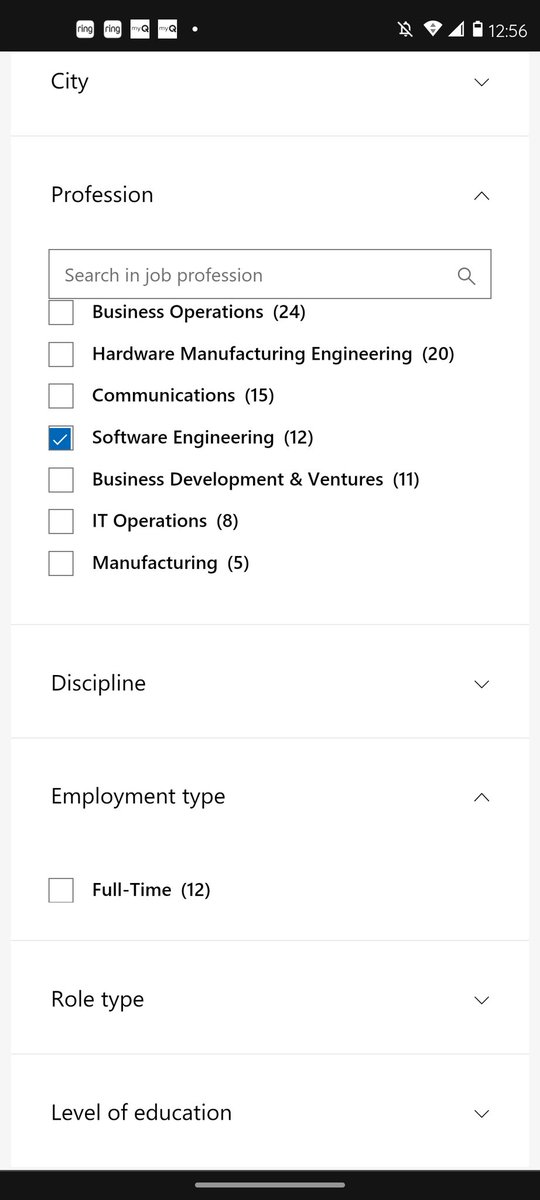 ring ring myQ myQ 12:56
City
Profession
Search in job profession
Business Operations (24)
Hardware Manufacturing Engineering (20)
Communications (15)
Software Engineering (12)
Business Development & Ventures (11)
IT Operations (8)
Manufacturing (5)
Discipline
Employment type
Full-Time (12)
Role type
Level of education